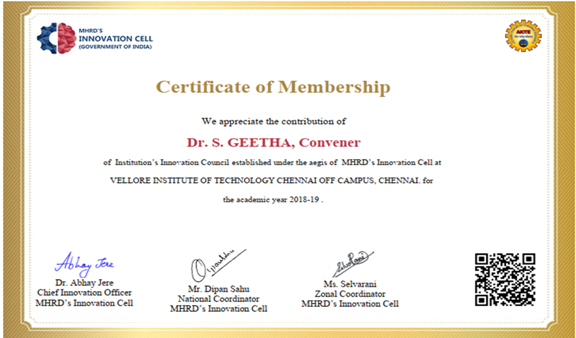 MHRD'S
INNOVATION CELL
(GOVERNMENT OF INDIA)
AICTE
Certificate of Membership
We appreciate the contribution of
Dr. S. GEETHA, Convener
of Institution's Innovation Council established under the aegis of MHRD's Innovation Cell at
VELLORE INSTITUTE OF TECHNOLOGY CHENNAI OFF CAMPUS, CHENNAI. for
the academic year 2018-19 .
Abhay Jere
Dr. Abhay Jere
Chief Innovation Officer
MHRD's Innovation Cell
Mr. Dipan Sahu
National Coordinator
MHRD's Innovation Cell
Selvarani
Ms. Selvarani
Zonal Coordinator
MHRD's Innovation Cell